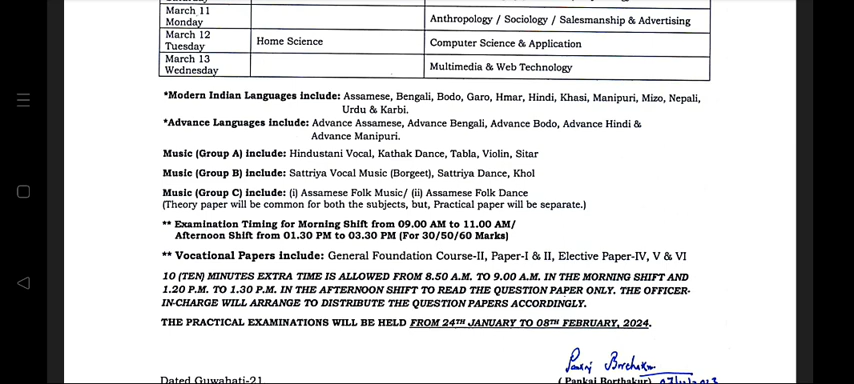 March 11
Monday
Anthropology / Sociology / Salesmanship & Advertising
March 12
Tuesday
Home Science
Computer Science & Application
March 13
Wednesday
Multimedia & Web Technology
*Modern Indian Languages include: Assamese, Bengali, Bodo, Garo, Hmar, Hindi, Khasi, Manipuri, Mizo, Nepali,
Urdu & Karbi.
*Advance Languages include: Advance Assamese, Advance Bengali, Advance Bodo, Advance Hindi &
Advance Manipuri.
Music (Group A) include: Hindustani Vocal, Kathak Dance, Tabla, Violin, Sitar
Music (Group B) include: Sattriya Vocal Music (Borgeet), Sattriya Dance, Khol
Music (Group C) include: (i) Assamese Folk Music/ (ii) Assamese Folk Dance
(Theory paper will be common for both the subjects, but, Practical paper will be separate.)
** Examination Timing for Morning Shift from 09.00 AM to 11.00 AM/
Afternoon Shift from 01.30 PM to 03.30 PM (For 30/50/60 Marks)
** Vocational Papers include: General Foundation Course-II, Paper-I & II, Elective Paper-IV, V & VI
10 (TEN) MINUTES EXTRA TIME IS ALLOWED FROM 8.50 A.M. TO 9.00 A.M. IN THE MORNING SHIFT AND
1.20 P.M. TO 1.30 P.M. IN THE AFTERNOON SHIFT TO READ THE QUESTION PAPER ONLY. THE OFFICER-
IN-CHARGE WILL ARRANGE TO DISTRIBUTE THE QUESTION PAPERS ACCORDINGLY.
THE PRACTICAL EXAMINATIONS WILL BE HELD FROM 24TH JANUARY TO 08TH FEBRUARY, 2024.
Pankaj Borthakur
Dated Guwahati-21
( Pankaj Borthakur)